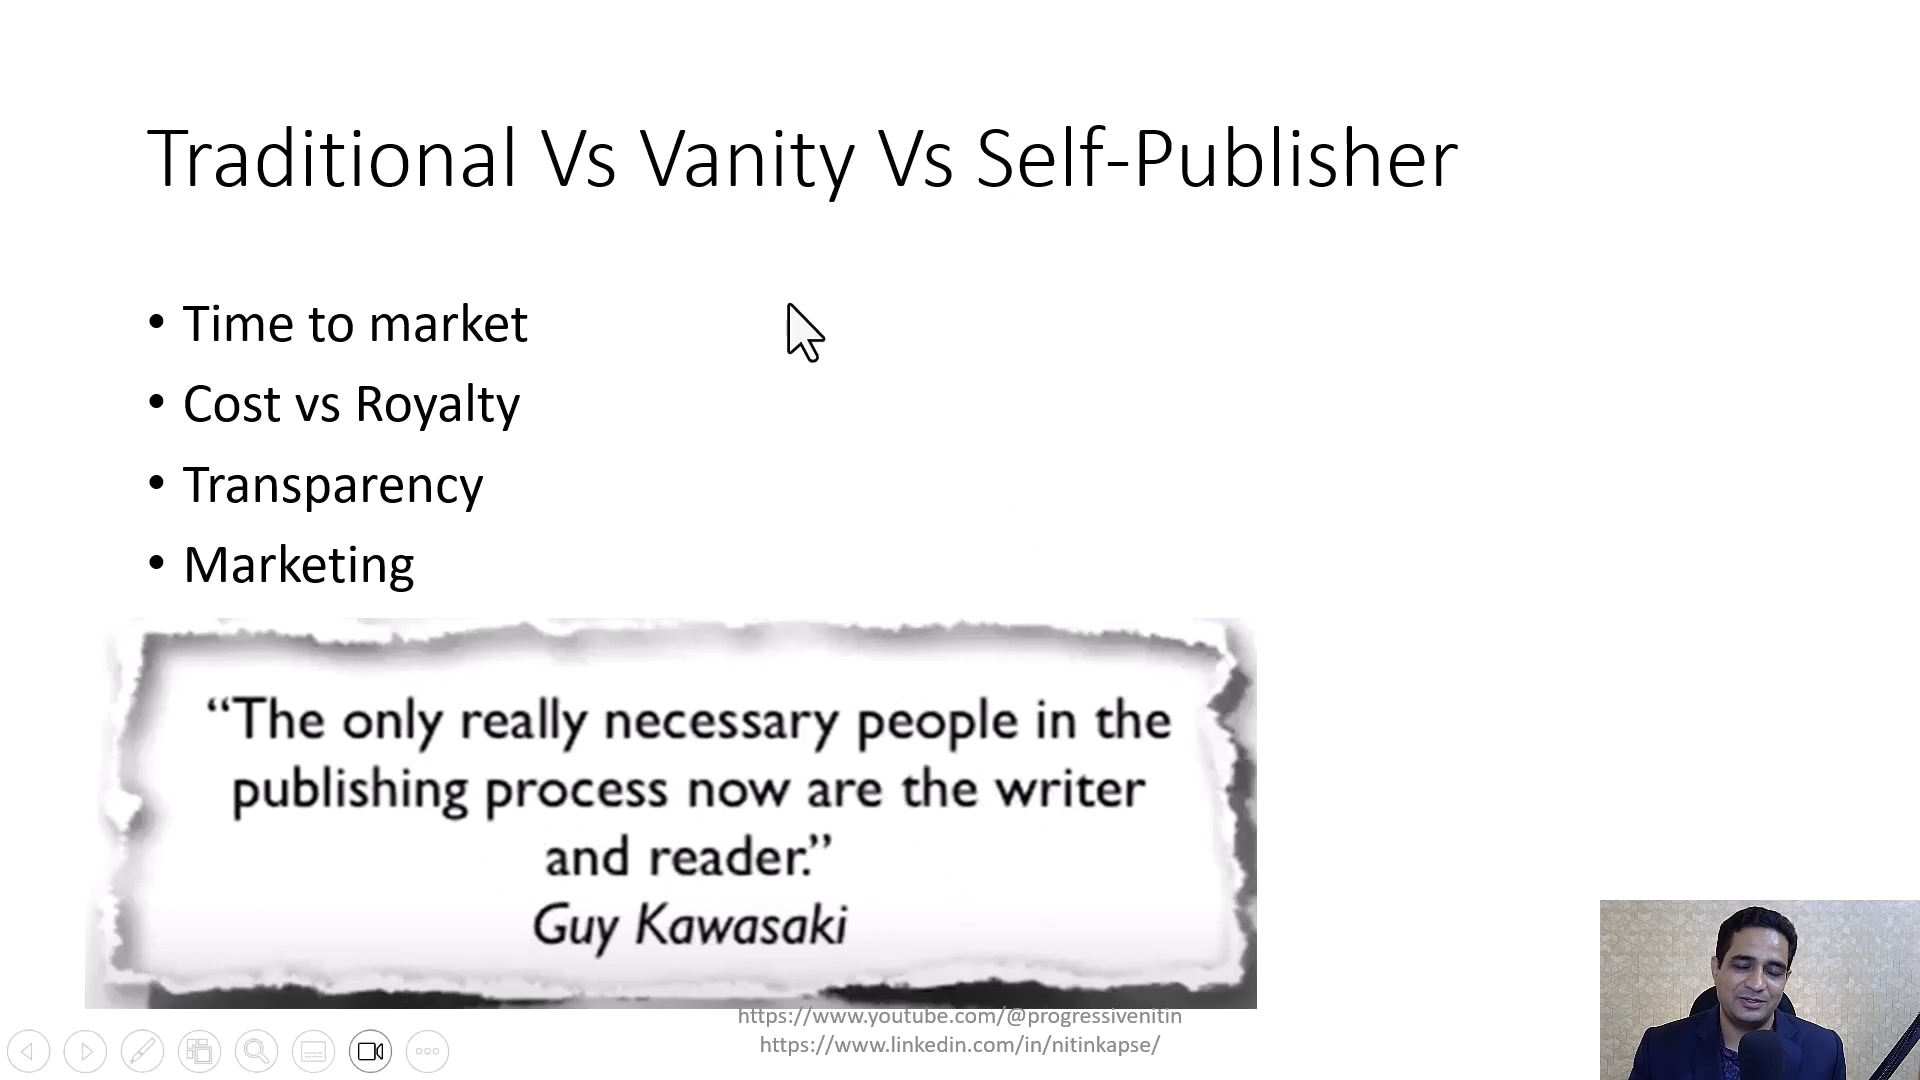 Traditional Vs Vanity Vs Self-Publisher
• Time to market
• Cost vs Royalty
• Transparency
• Marketing
“The only really necessary people in the
publishing process now are the writer
and reader.”
Guy Kawasaki
https://www.youtube.com/@progressivenitin
https://www.linkedin.com/in/nitinkapse/